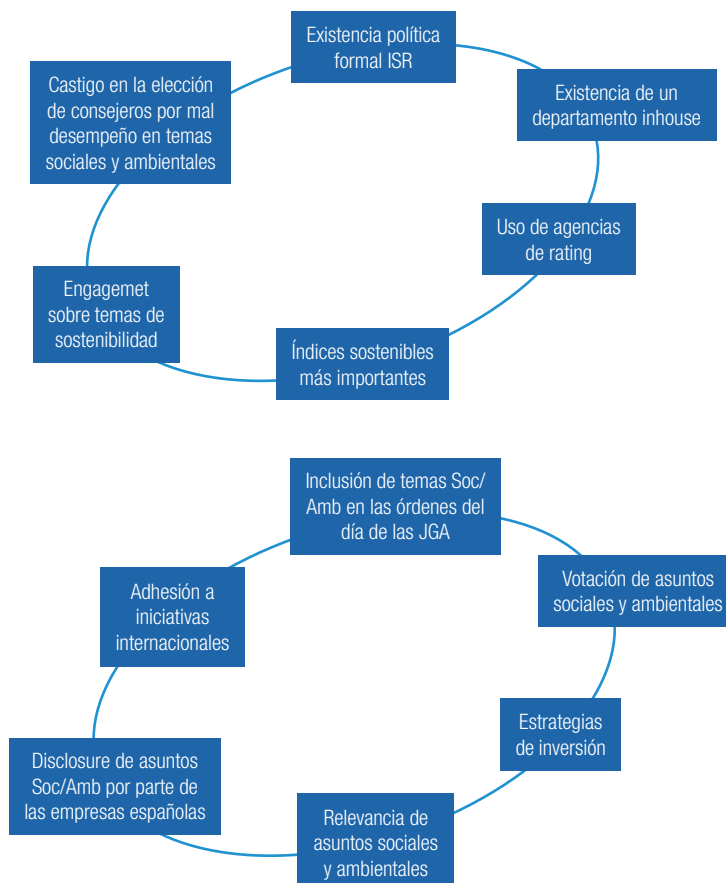 Existencia política
formal ISR
Existencia de un
departamento inhouse
Uso de agencias
de rating
Índices sostenibles
más importantes
Engagemet
sobre temas de
sostenibilidad
Castigo en la elección
de consejeros por mal
desempeño en temas
sociales y ambientales
Inclusión de temas Soc/
Amb en las órdenes del
día de las JGA
Votación de asuntos
sociales y ambientales
Estrategias
de inversión
Relevancia de
asuntos sociales
y ambientales
Disclosure de asuntos
Soc/Amb por parte de
las empresas españolas
Adhesión a
iniciativas
internacionales